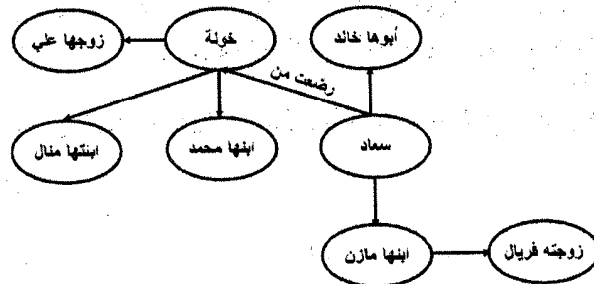 أبوها خالد
خولة
زوجها علي
رضعت من
سعاد
ابنها محمد
ابنتها منال
ابنها مازن
زوجته فريال